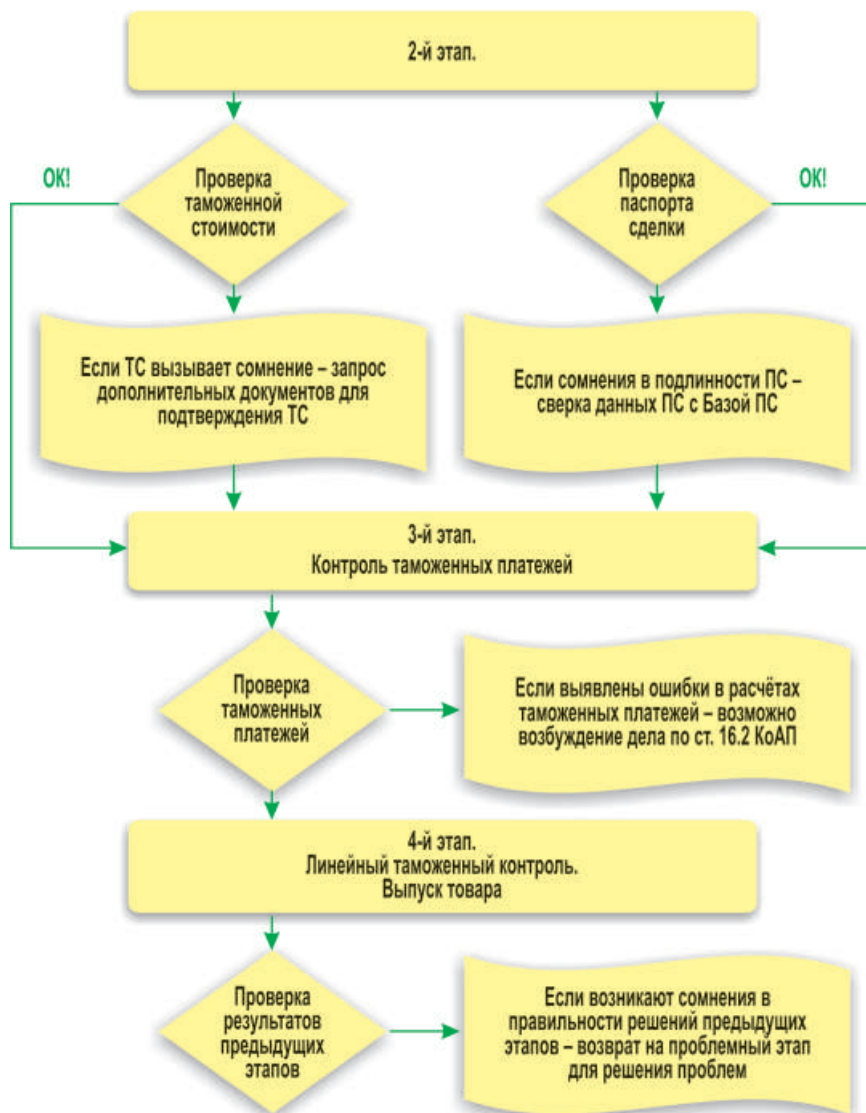 2-й этап.
OK!
Проверка
таможенной
стоимости
Проверка
паспорта
сделки
OK!
Если ТС вызывает сомнение – запрос
дополнительных документов для
подтверждения ТС
Если сомнения в подлинности ПС –
сверка данных ПС с Базой ПС
3-й этап.
Контроль таможенных платежей
Проверка
таможенных
платежей
Если выявлены ошибки в расчётах
таможенных платежей – возможно
возбуждение дела по ст. 16.2 КоАП
4-й этап.
Линейный таможенный контроль.
Выпуск товара
Проверка
результатов
предыдущих
этапов
Если возникают сомнения в
правильности решений предыдущих
этапов – возврат на проблемный этап
для решения проблем